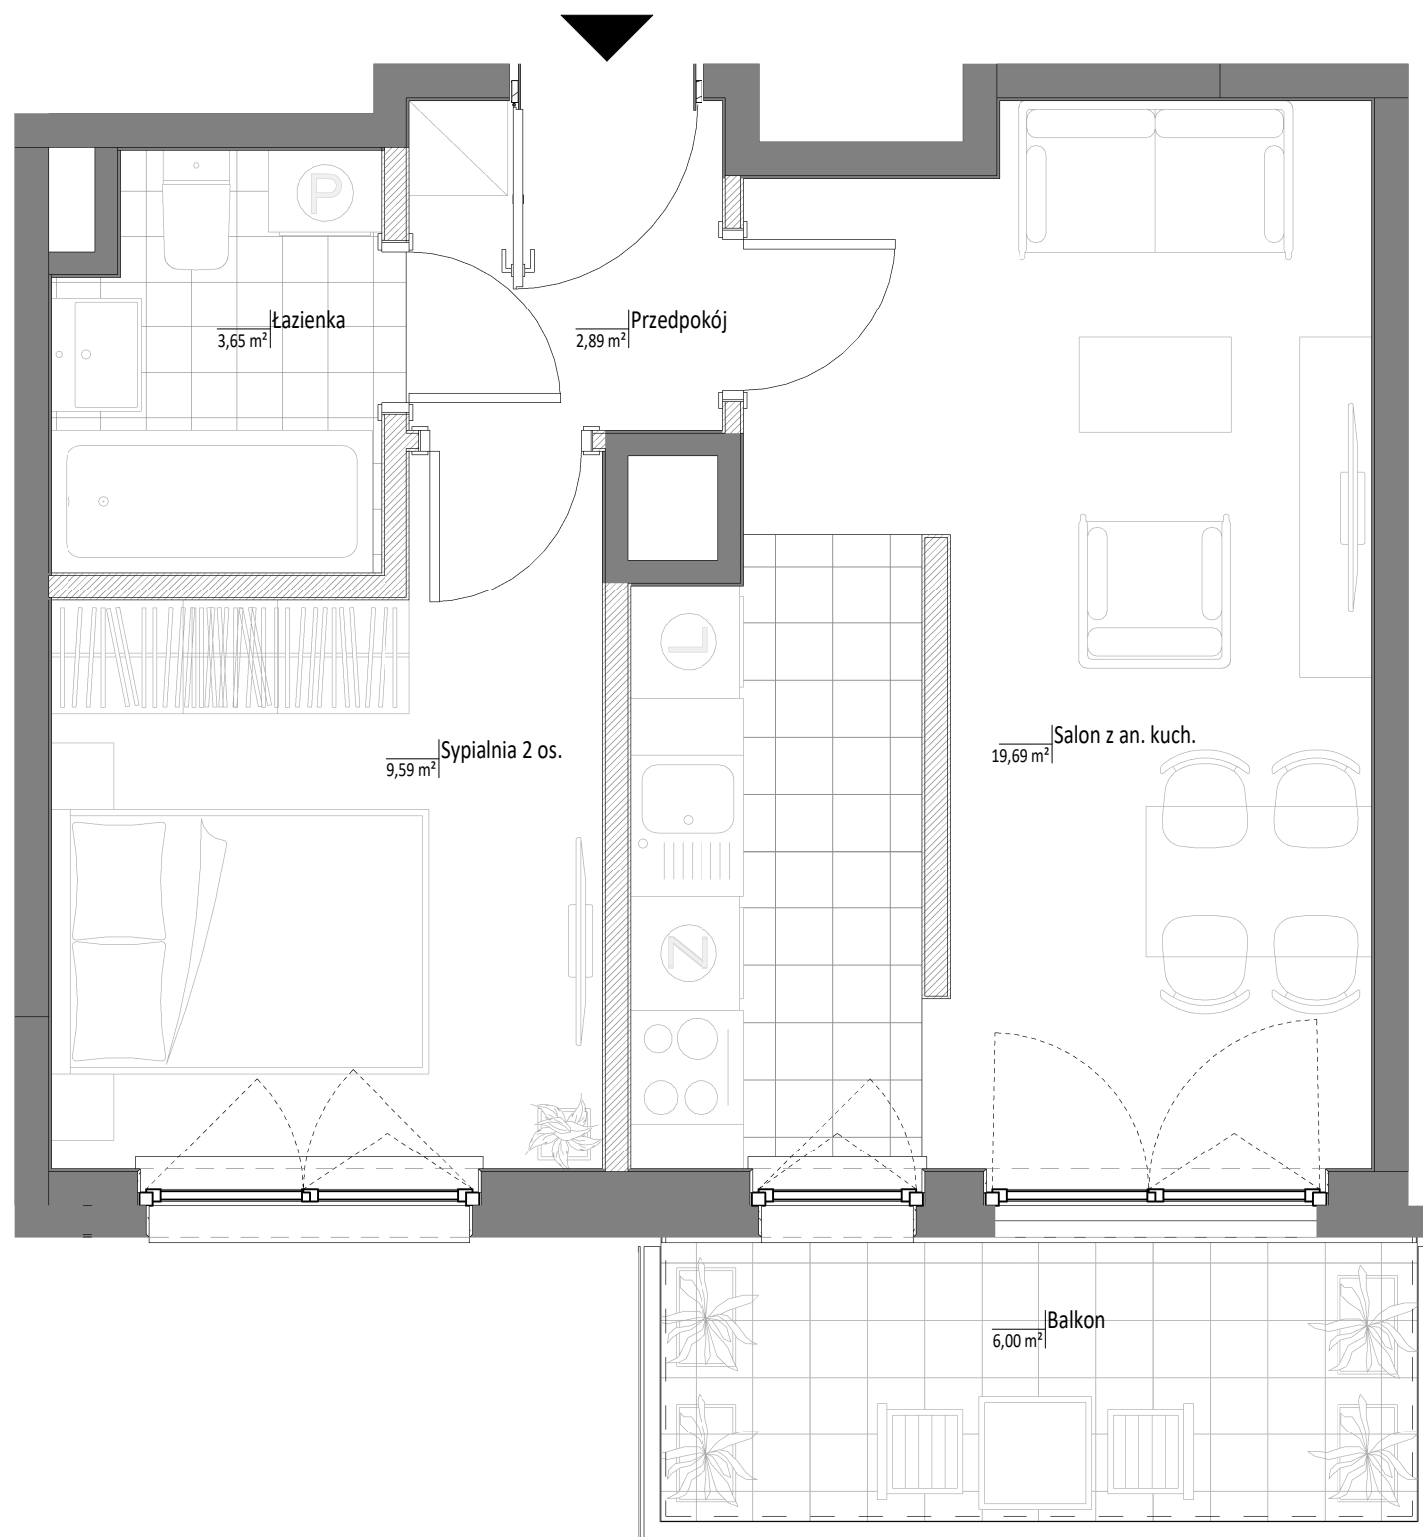 P
Łazienka
3,65 m²
Przedpokój
2,89 m²
L
Sypialnia 2 os.
9,59 m²
Salon z an. kuch.
19,69 m²
Z
Balkon
6,00 m²